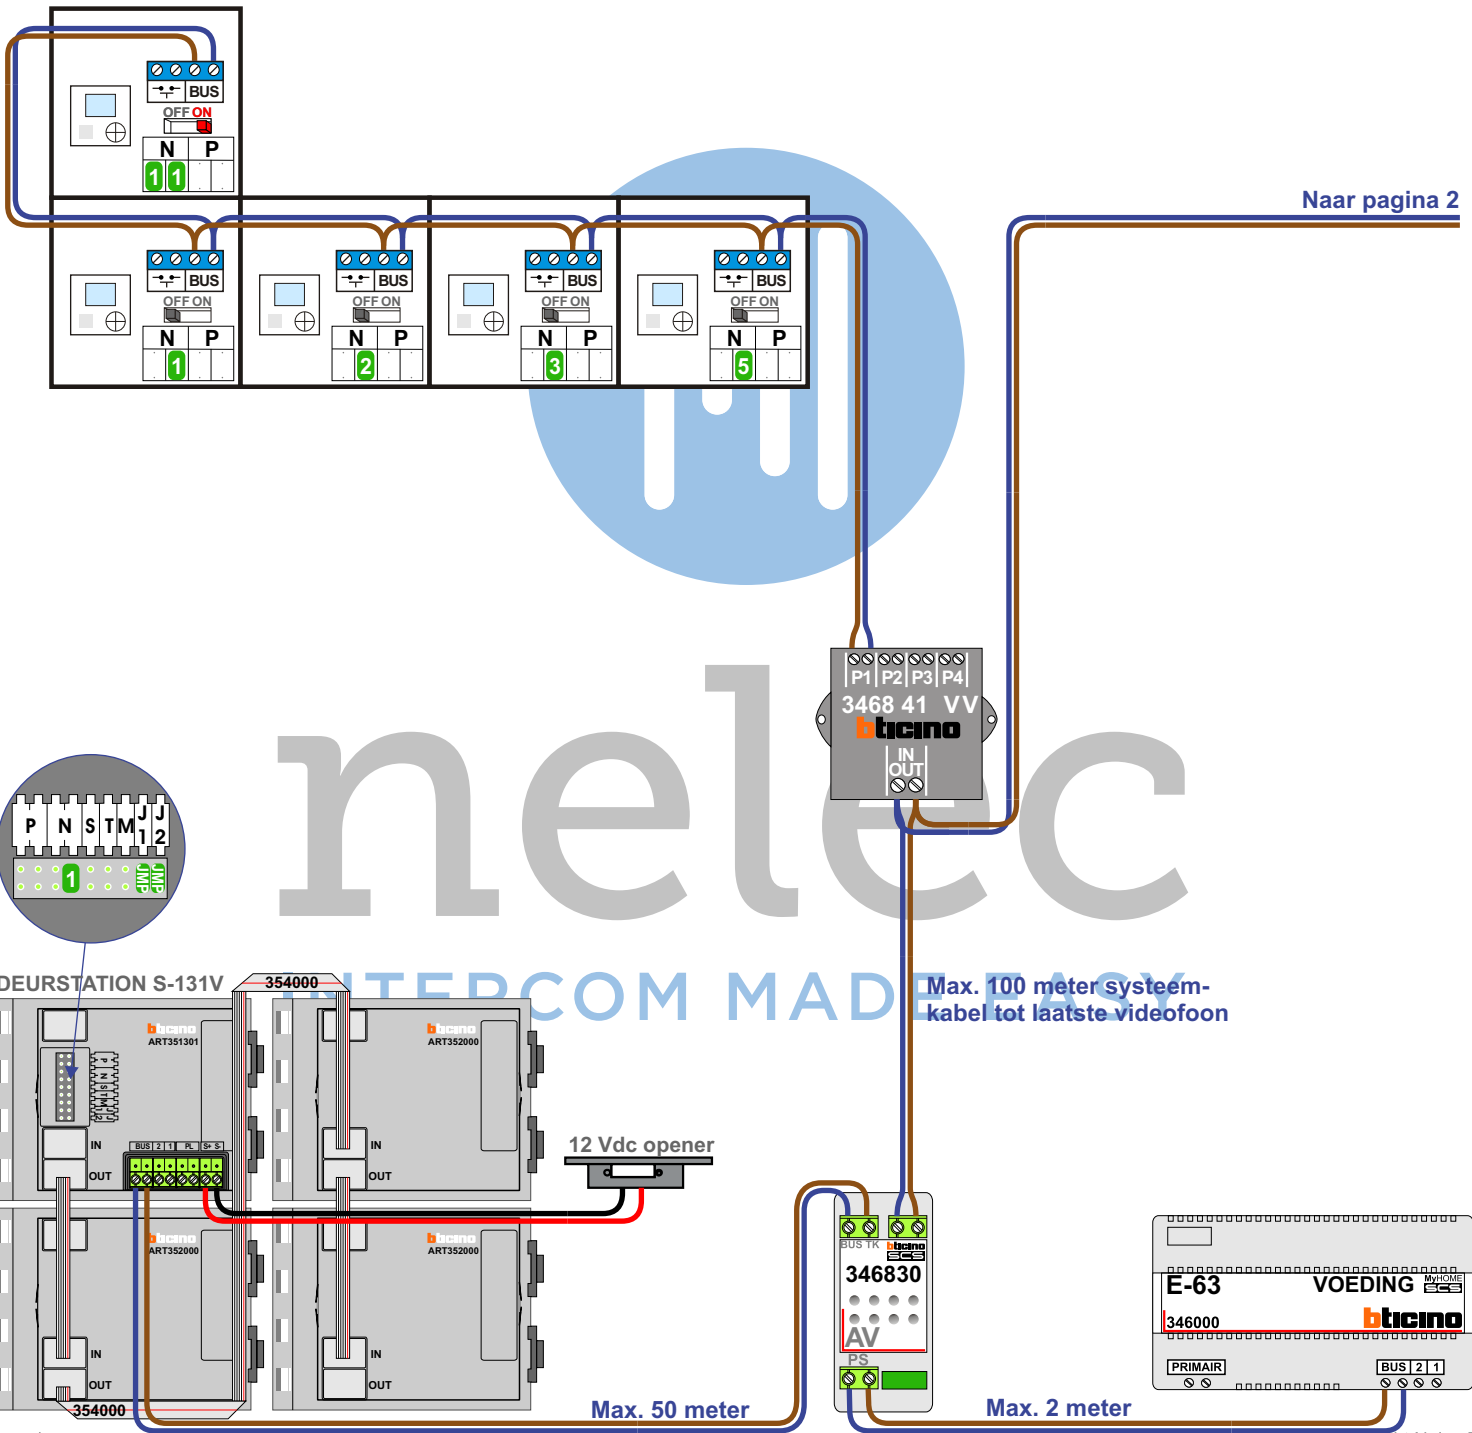 BUS
OFF ON
N P
1 1
Naar pagina 2
BUS
OFF ON
N P
1
BUS
OFF ON
N P
2
BUS
OFF ON
N P
3
BUS
OFF ON
N P
5
P1 P2 P3 P4
3468 41 VV
bticino
IN
OUT
nelec
INTERCOM MADE EASY
P N S T M J1 J2
1 JMP JMP
DEURSTATION S-131V
354000
Max. 100 meter systeem-
kabel tot laatste videofoon
bticino
ART351301
P N S T M J1 J2
IN
OUT
BUS 2 1 PL S+ S-
bticino
ART352000
IN
OUT
12 Vdc opener
bticino
ART352000
IN
OUT
354000
bticino
ART352000
IN
OUT
BUS TK bticino
SCS
346830
AV
PS
Max. 50 meter
Max. 2 meter
E-63 VOEDING MyHOME
SCS
346000 bticino
PRIMAIR
BUS 2 1